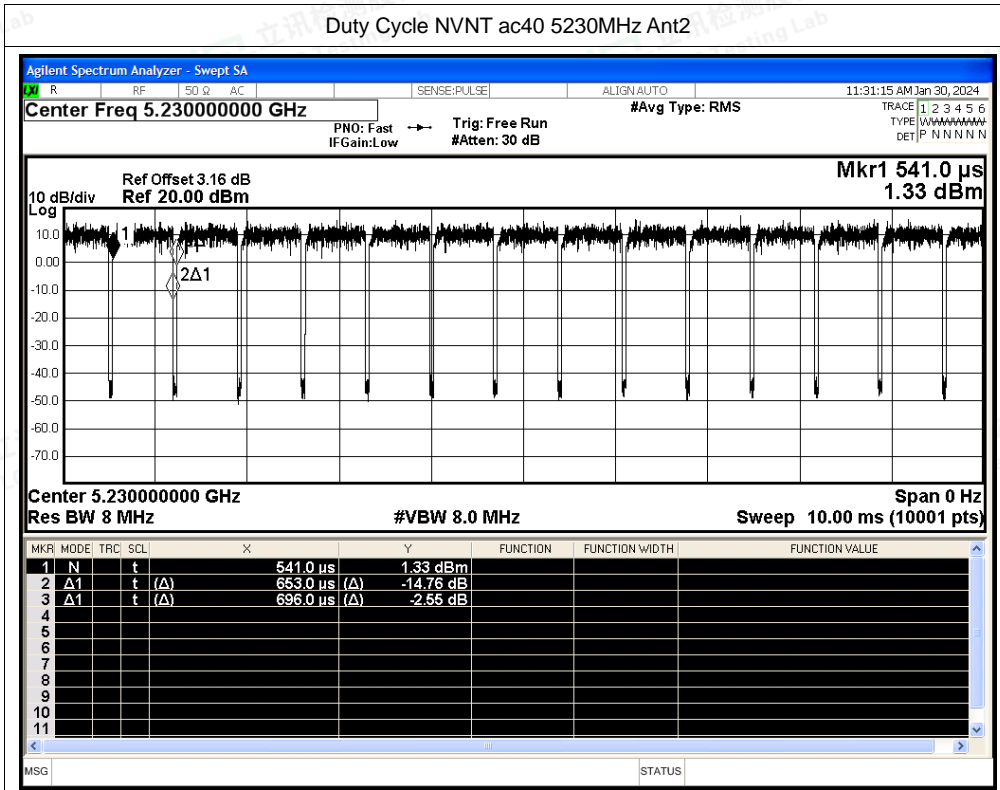 Duty Cycle NVNT ac40 5230MHz Ant2
Agilent Spectrum Analyzer - Swept SA
LXI R RF 50 Ω AC SENSE:PULSE ALIGN AUTO 11:31:15 AM Jan 30, 2024
Center Freq 5.230000000 GHz #Avg Type: RMS TRACE 1 2 3 4 5 6
PNO: Fast Trig: Free Run TYPE WWWWWW
IFGain:Low #Atten: 30 dB DET P N N N N N
Mkr1 541.0 µs
Ref Offset 3.16 dB
10 dB/div Ref 20.00 dBm 1.33 dBm
Log
10.0
1
0.00
2Δ1
-10.0
-20.0
-30.0
-40.0
-50.0
-60.0
-70.0
Center 5.230000000 GHz Span 0 Hz
Res BW 8 MHz #VBW 8.0 MHz Sweep 10.00 ms (10001 pts)
MKR MODE TRC SCL X Y FUNCTION FUNCTION WIDTH FUNCTION VALUE
1 N t 541.0 µs 1.33 dBm
2 Δ1 t (Δ) 653.0 µs (Δ) -14.76 dB
3 Δ1 t (Δ) 696.0 µs (Δ) -2.55 dB
4
5
6
7
8
9
10
11
MSG STATUS